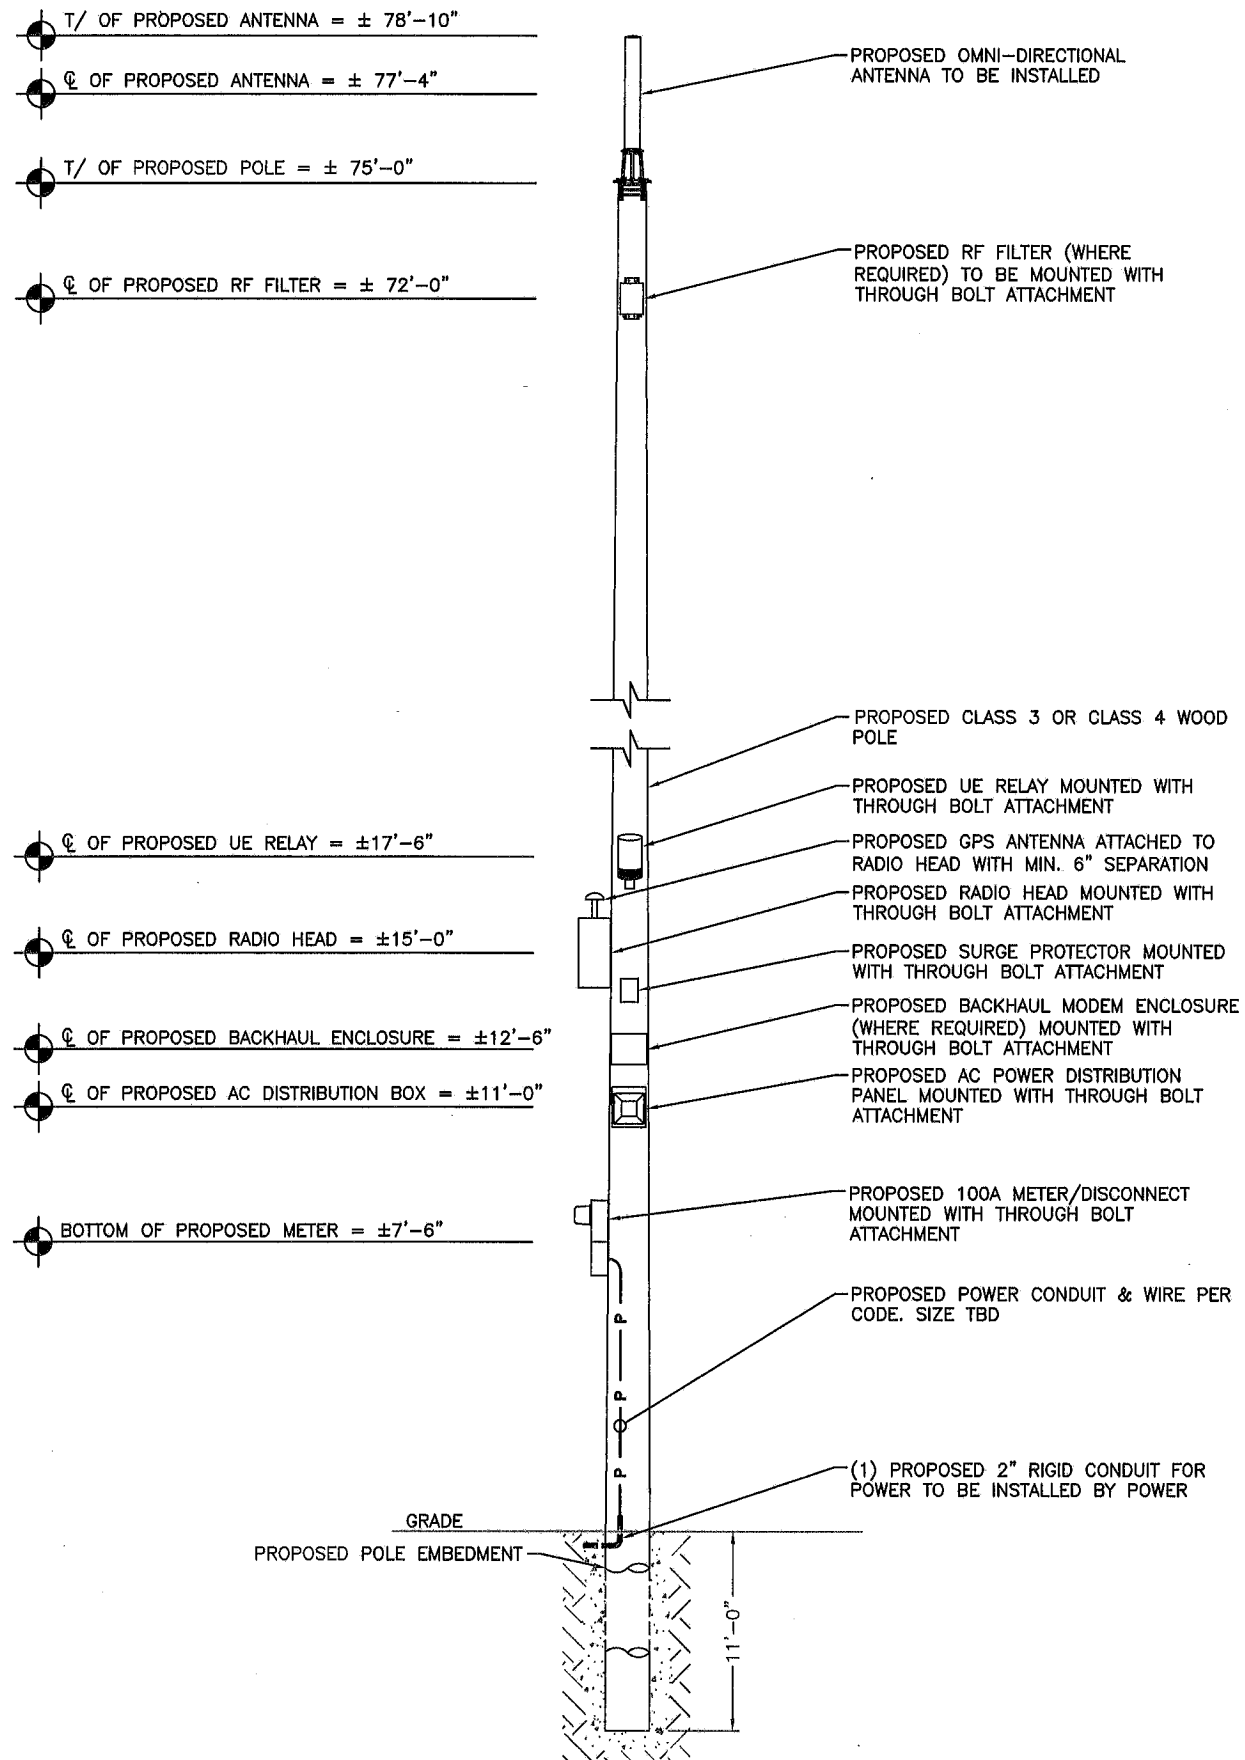 T/ OF PROPOSED ANTENNA = ± 78'-10"
℄ OF PROPOSED ANTENNA = ± 77'-4"
T/ OF PROPOSED POLE = ± 75'-0"
℄ OF PROPOSED RF FILTER = ± 72'-0"
℄ OF PROPOSED UE RELAY = ±17'-6"
℄ OF PROPOSED RADIO HEAD = ±15'-0"
℄ OF PROPOSED BACKHAUL ENCLOSURE = ±12'-6"
℄ OF PROPOSED AC DISTRIBUTION BOX = ±11'-0"
BOTTOM OF PROPOSED METER = ±7'-6"
PROPOSED OMNI-DIRECTIONAL
ANTENNA TO BE INSTALLED
PROPOSED RF FILTER (WHERE
REQUIRED) TO BE MOUNTED WITH
THROUGH BOLT ATTACHMENT
PROPOSED CLASS 3 OR CLASS 4 WOOD
POLE
PROPOSED UE RELAY MOUNTED WITH
THROUGH BOLT ATTACHMENT
PROPOSED GPS ANTENNA ATTACHED TO
RADIO HEAD WITH MIN. 6" SEPARATION
PROPOSED RADIO HEAD MOUNTED WITH
THROUGH BOLT ATTACHMENT
PROPOSED SURGE PROTECTOR MOUNTED
WITH THROUGH BOLT ATTACHMENT
PROPOSED BACKHAUL MODEM ENCLOSURE
(WHERE REQUIRED) MOUNTED WITH
THROUGH BOLT ATTACHMENT
PROPOSED AC POWER DISTRIBUTION
PANEL MOUNTED WITH THROUGH BOLT
ATTACHMENT
PROPOSED 100A METER/DISCONNECT
MOUNTED WITH THROUGH BOLT
ATTACHMENT
PROPOSED POWER CONDUIT & WIRE PER
CODE. SIZE TBD
(1) PROPOSED 2" RIGID CONDUIT FOR
POWER TO BE INSTALLED BY POWER
P
P
P
GRADE
PROPOSED POLE EMBEDMENT
11'-0"